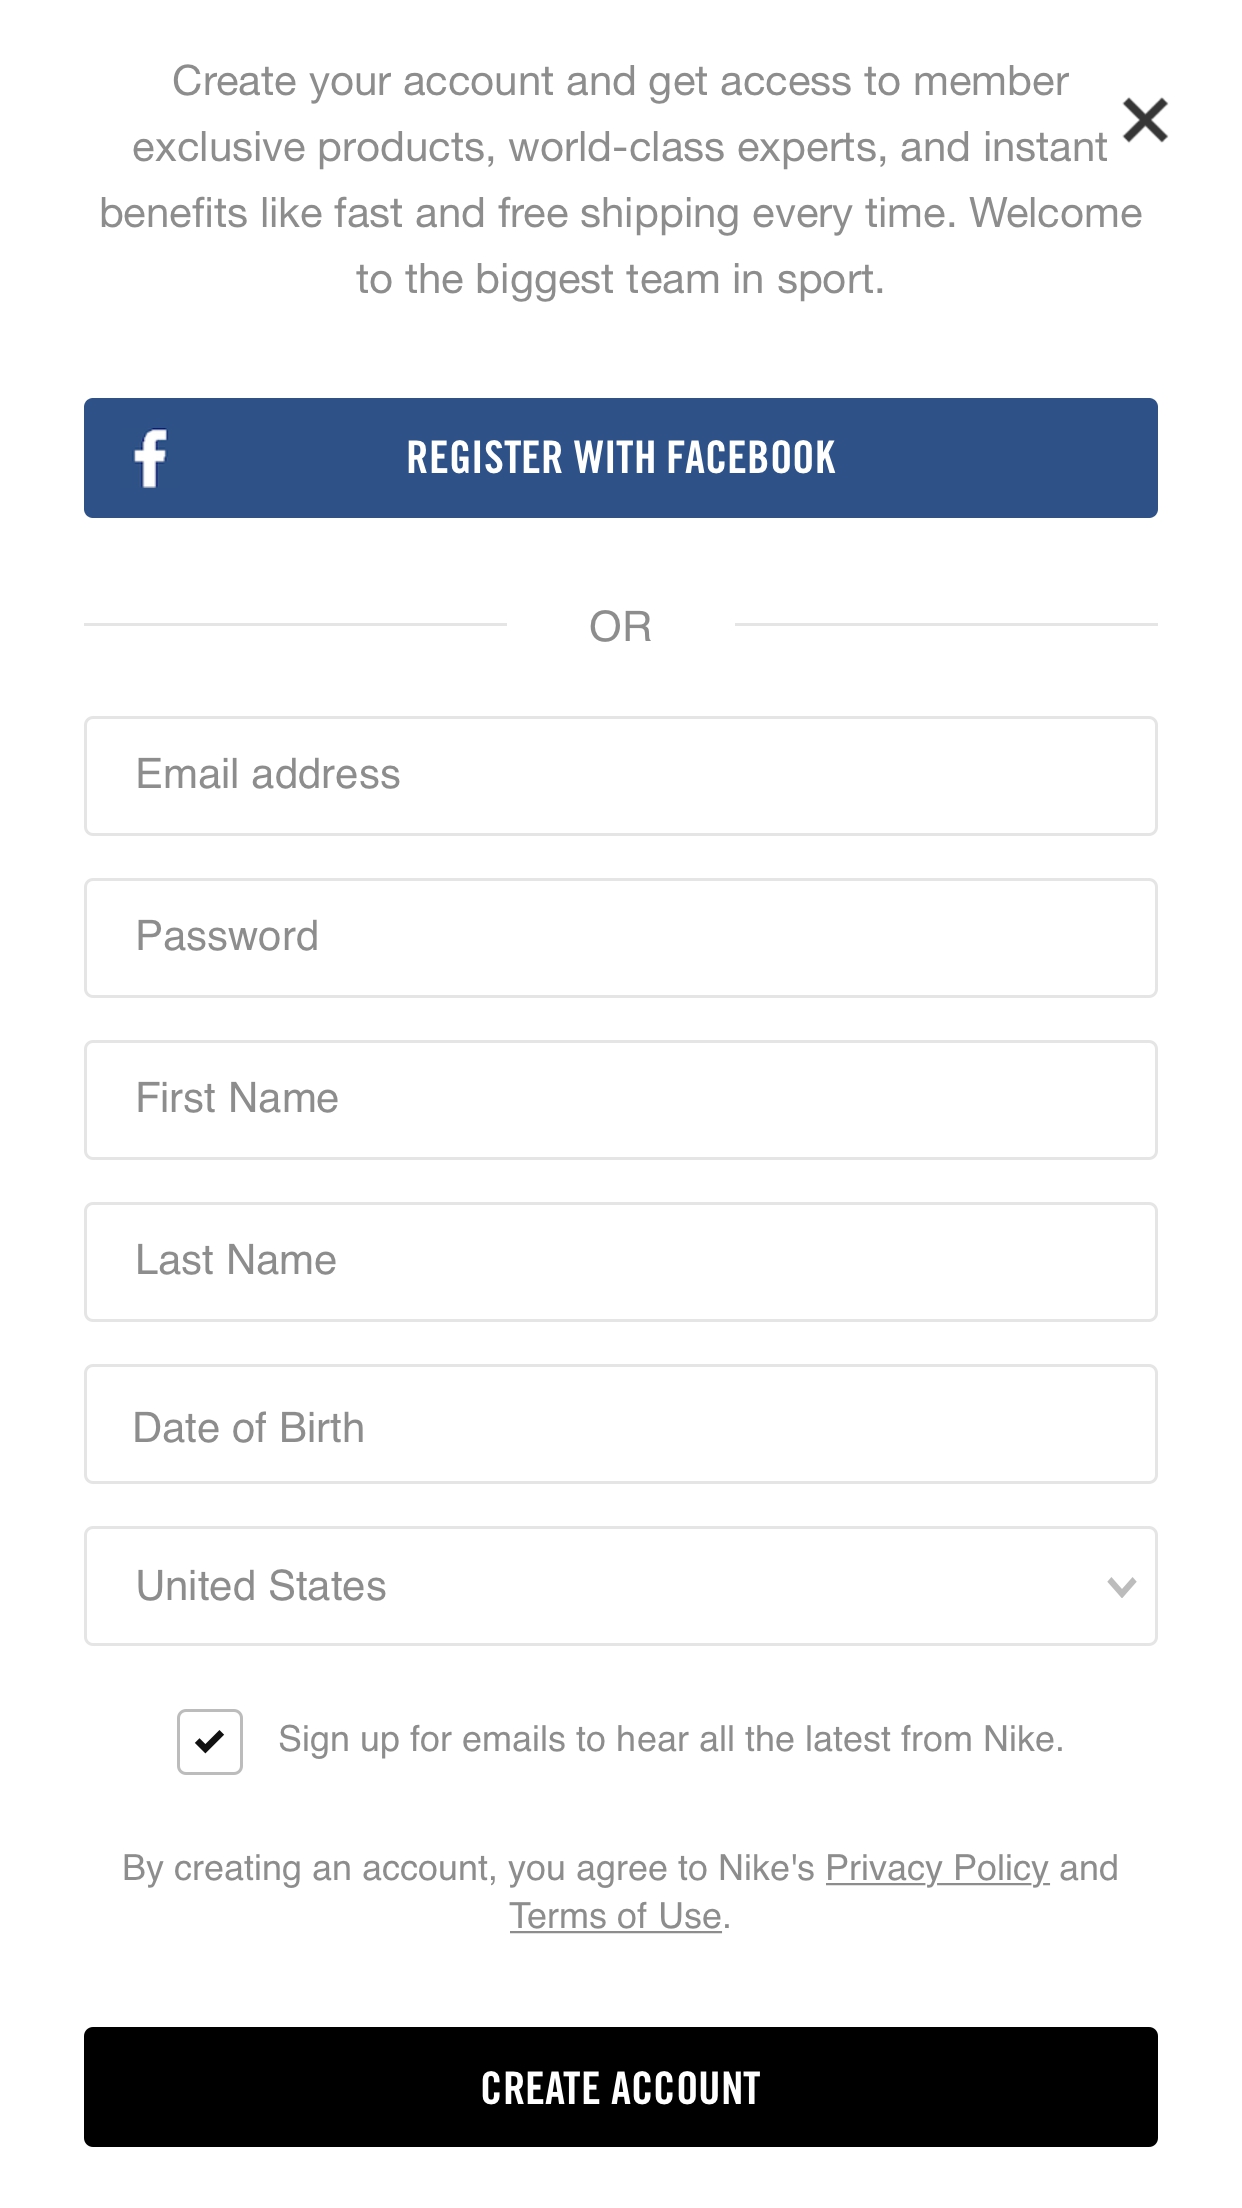 Create your account and get access to member
exclusive products, world-class experts, and instant
benefits like fast and free shipping every time. Welcome
to the biggest team in sport.
REGISTER WITH FACEBOOK
OR
Email address
Password
First Name
Last Name
Date of Birth
United States
Sign up for emails to hear all the latest from Nike.
By creating an account, you agree to Nike's Privacy Policy and
Terms of Use.
CREATE ACCOUNT